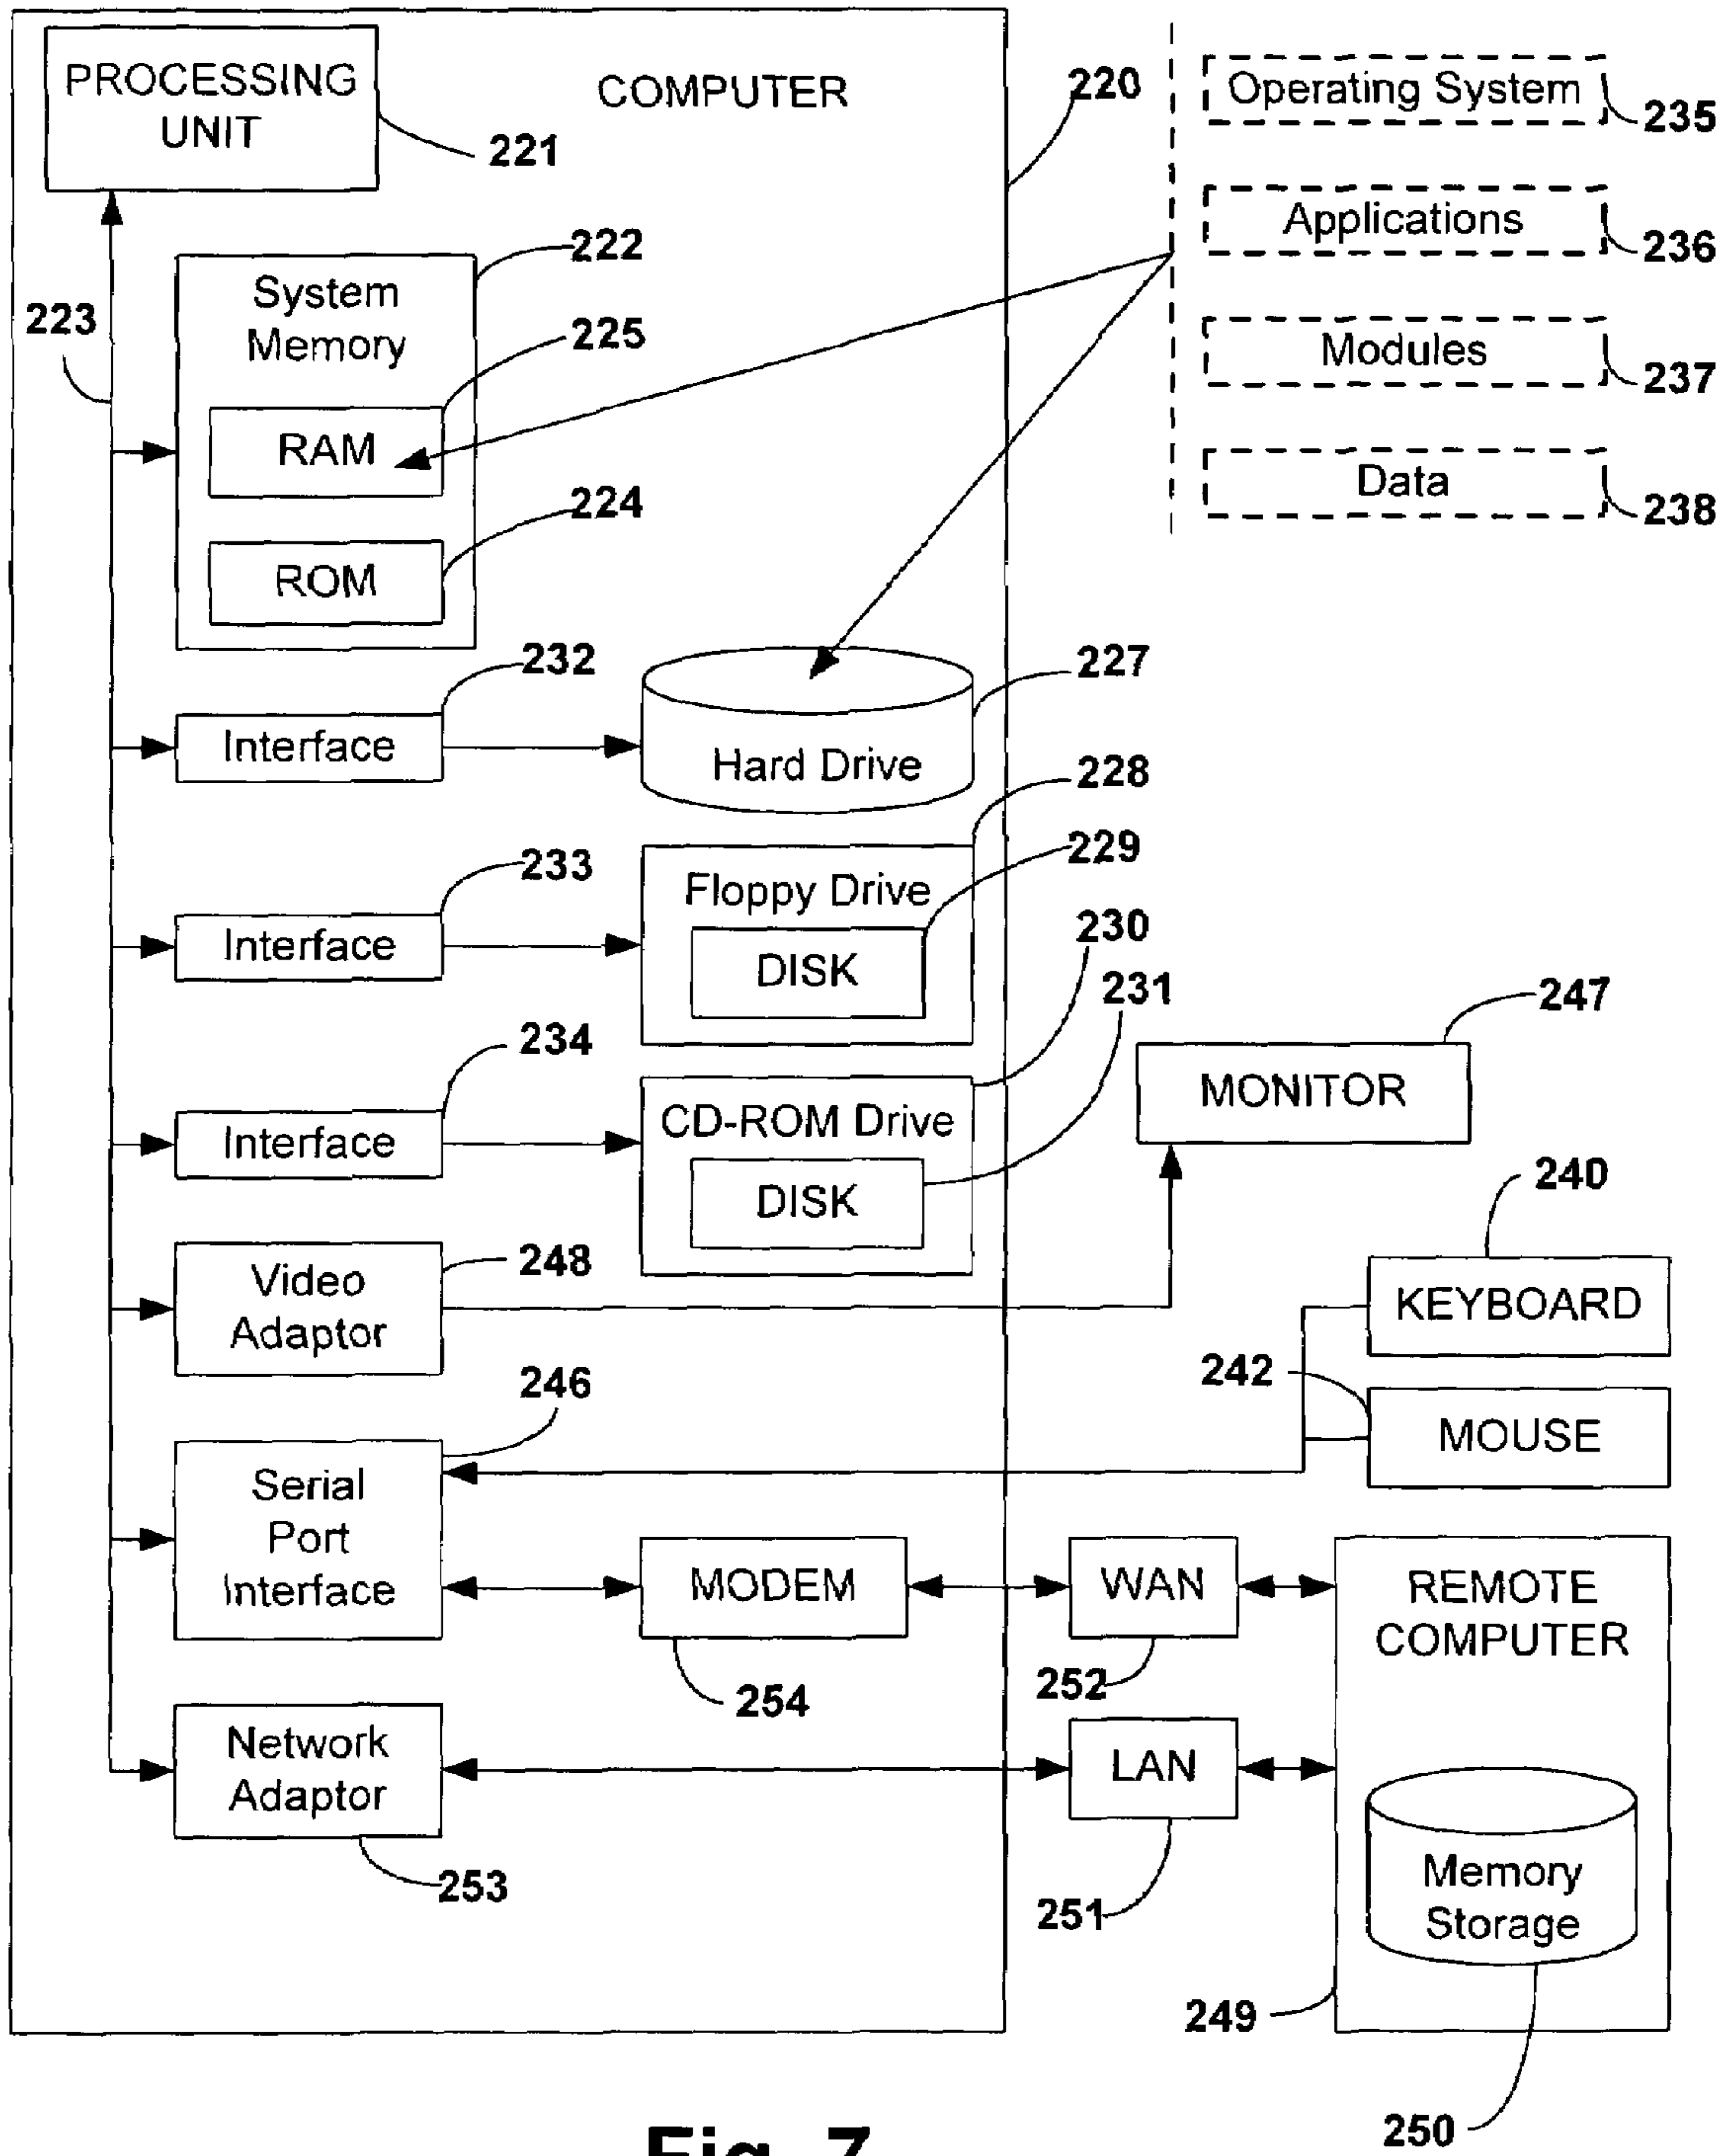 PROCESSING
UNIT
221
COMPUTER
220
Operating System
235
Applications
236
Modules
237
Data
238
223
222
System
Memory
225
RAM
224
ROM
232
Interface
227
Hard Drive
228
233
Interface
Floppy Drive
229
DISK
230
231
234
Interface
CD-ROM Drive
DISK
247
MONITOR
240
KEYBOARD
242
MOUSE
248
Video
Adaptor
246
Serial
Port
Interface
MODEM
254
WAN
252
REMOTE
COMPUTER
Network
Adaptor
253
LAN
251
Memory
Storage
249
250
Fig. 7